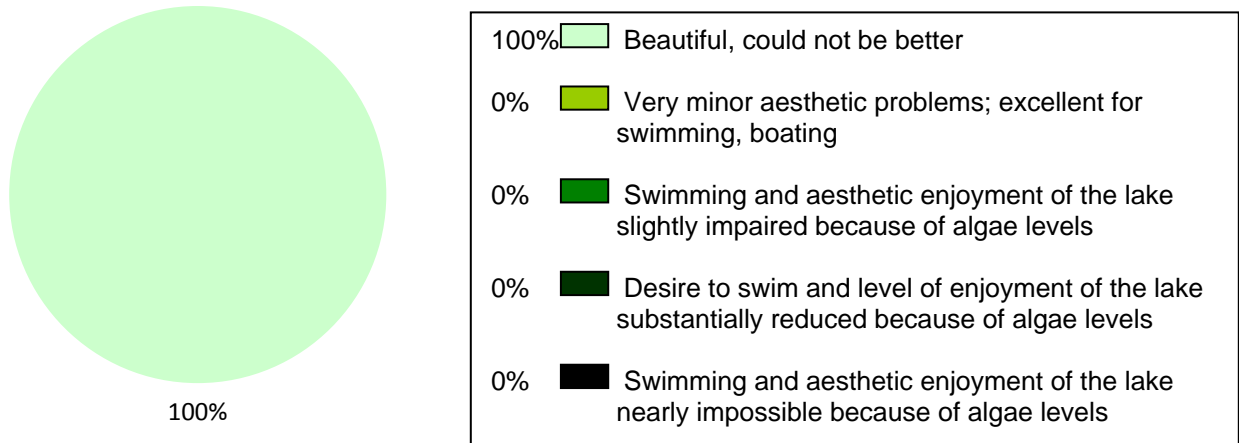 100% Beautiful, could not be better
0% Very minor aesthetic problems; excellent for
swimming, boating
0% Swimming and aesthetic enjoyment of the lake
slightly impaired because of algae levels
0% Desire to swim and level of enjoyment of the lake
substantially reduced because of algae levels
0% Swimming and aesthetic enjoyment of the lake
nearly impossible because of algae levels
100%